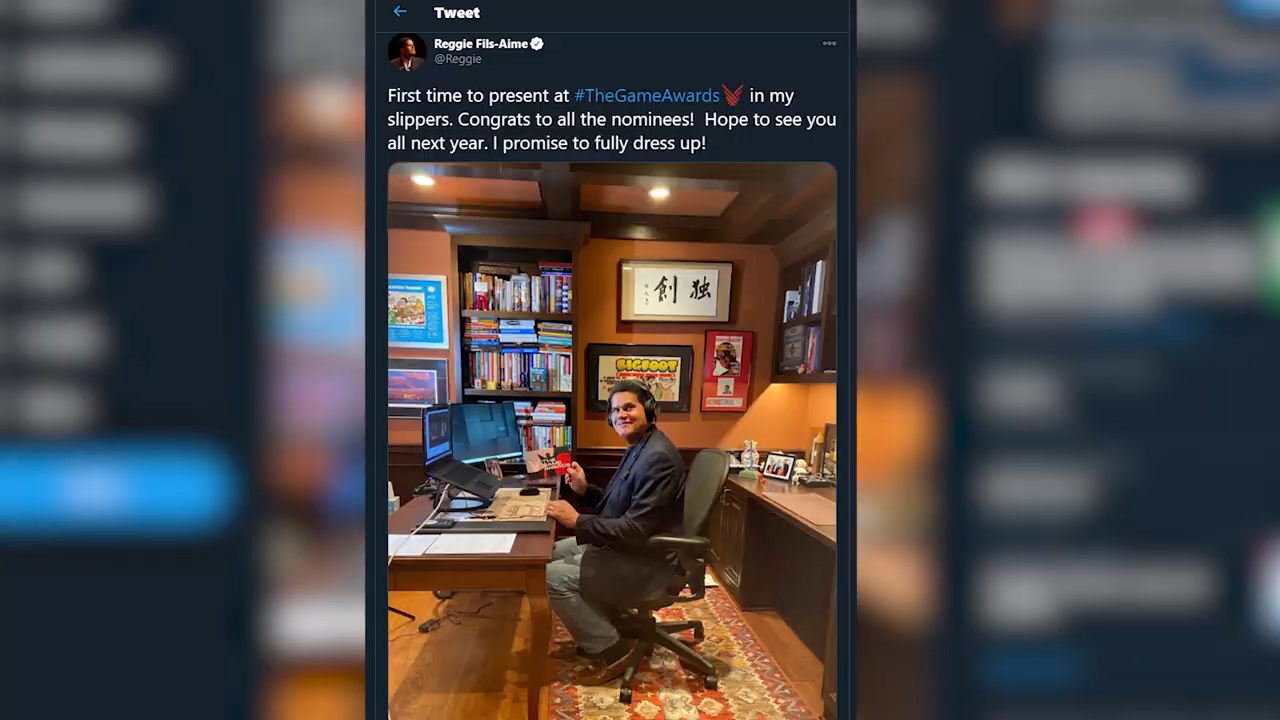 Tweet
Reggie Fils-Aime
@Reggie
First time to present at #TheGameAwards in my
slippers. Congrats to all the nominees! Hope to see you
all next year. I promise to fully dress up!
創 独
BIGFOOT